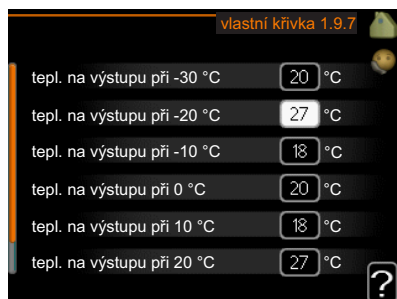 vlastní křivka 1.9.7
tepl. na výstupu při -30 °C 20 °C
tepl. na výstupu při -20 °C 27 °C
tepl. na výstupu při -10 °C 18 °C
tepl. na výstupu při 0 °C 20 °C
tepl. na výstupu při 10 °C 18 °C
tepl. na výstupu při 20 °C 27 °C
?